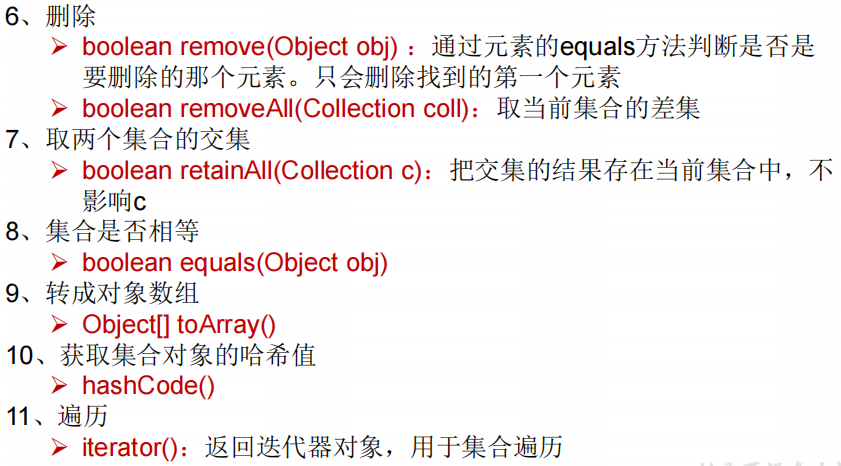 6、删除
➢ boolean remove(Object obj) ：通过元素的equals方法判断是否是
要删除的那个元素。只会删除找到的第一个元素
➢ boolean removeAll(Collection coll)：取当前集合的差集
7、取两个集合的交集
➢ boolean retainAll(Collection c)：把交集的结果存在当前集合中，不
影响c
8、集合是否相等
➢ boolean equals(Object obj)
9、转成对象数组
➢ Object[] toArray()
10、获取集合对象的哈希值
➢ hashCode()
11、遍历
➢ iterator()：返回迭代器对象，用于集合遍历